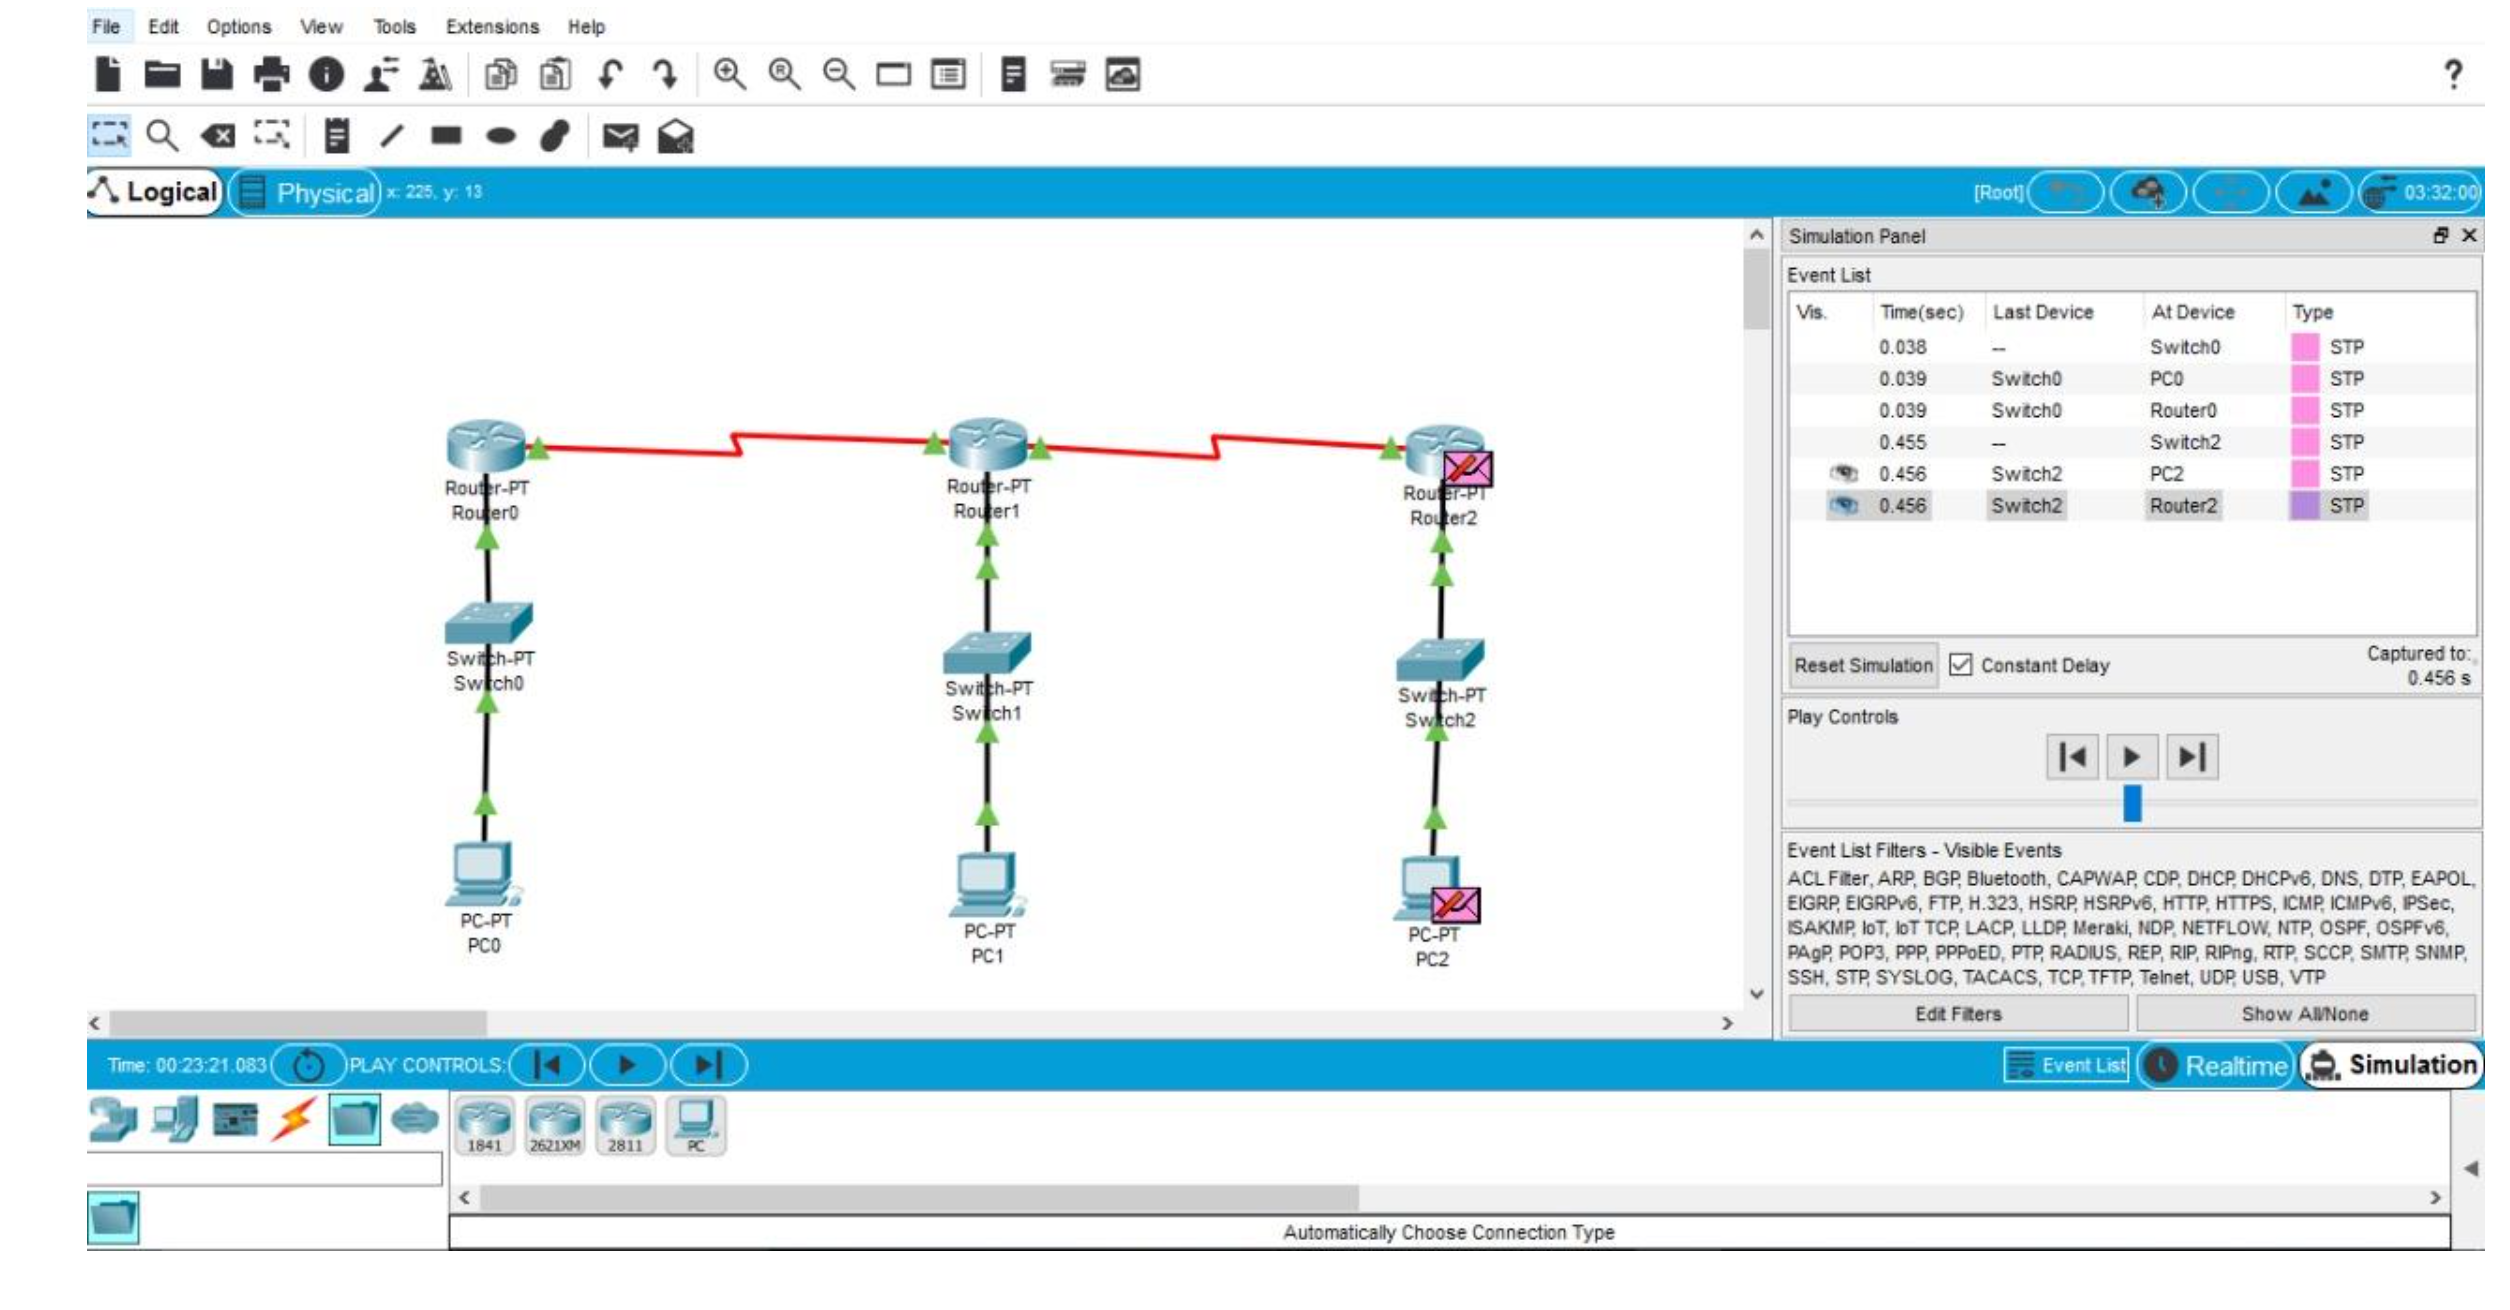 File Edit Options View Tools Extensions Help
?
Logical Physical x: 225, y: 13 [Root] 03:32:00
Simulation Panel
Event List
Vis. Time(sec) Last Device At Device Type
0.038 -- Switch0 STP
0.039 Switch0 PC0 STP
0.039 Switch0 Router0 STP
0.455 -- Switch2 STP
0.456 Switch2 PC2 STP
0.456 Switch2 Router2 STP
Router-PT
Router0
Router-PT
Router1
Router-PT
Router2
Switch-PT
Switch0
Switch-PT
Switch1
Switch-PT
Switch2
PC-PT
PC0
PC-PT
PC1
PC-PT
PC2
Reset Simulation Constant Delay Captured to:
0.456 s
Play Controls
Event List Filters - Visible Events
ACL Filter, ARP, BGP, Bluetooth, CAPWAP, CDP, DHCP, DHCPv6, DNS, DTP, EAPOL,
EIGRP, EIGRPv6, FTP, H.323, HSRP, HSRPv6, HTTP, HTTPS, ICMP, ICMPv6, IPSec,
ISAKMP, IoT, IoT TCP, LACP, LLDP, Meraki, NDP, NETFLOW, NTP, OSPF, OSPFv6,
PAgP, POP3, PPP, PPPoED, PTP, RADIUS, REP, RIP, RIPng, RTP, SCCP, SMTP, SNMP,
SSH, STP, SYSLOG, TACACS, TCP, TFTP, Telnet, UDP, USB, VTP
Edit Filters Show All/None
Time: 00:23:21.083 PLAY CONTROLS: Event List Realtime Simulation
1841 2621XM 2811 PC
Automatically Choose Connection Type